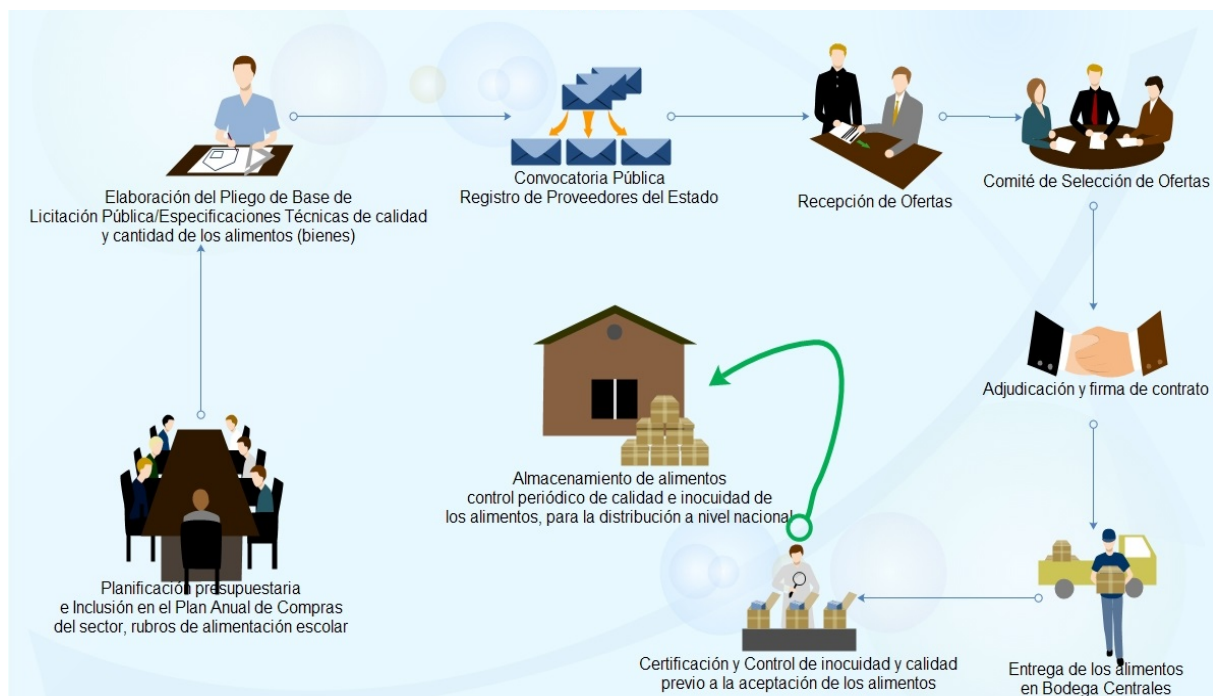 Elaboración del Pliego de Base de
Licitación Pública/Especificaciones Técnicas de calidad
y cantidad de los alimentos (bienes)
Convocatoria Pública
Registro de Proveedores del Estado
Recepción de Ofertas
Comité de Selección de Ofertas
Adjudicación y firma de contrato
Almacenamiento de alimentos
control periódico de calidad e inocuidad de
los alimentos, para la distribución a nivel nacional
Planificación presupuestaria
e Inclusión en el Plan Anual de Compras
del sector, rubros de alimentación escolar
Certificación y Control de inocuidad y calidad
previo a la aceptación de los alimentos
Entrega de los alimentos
en Bodega Centrales